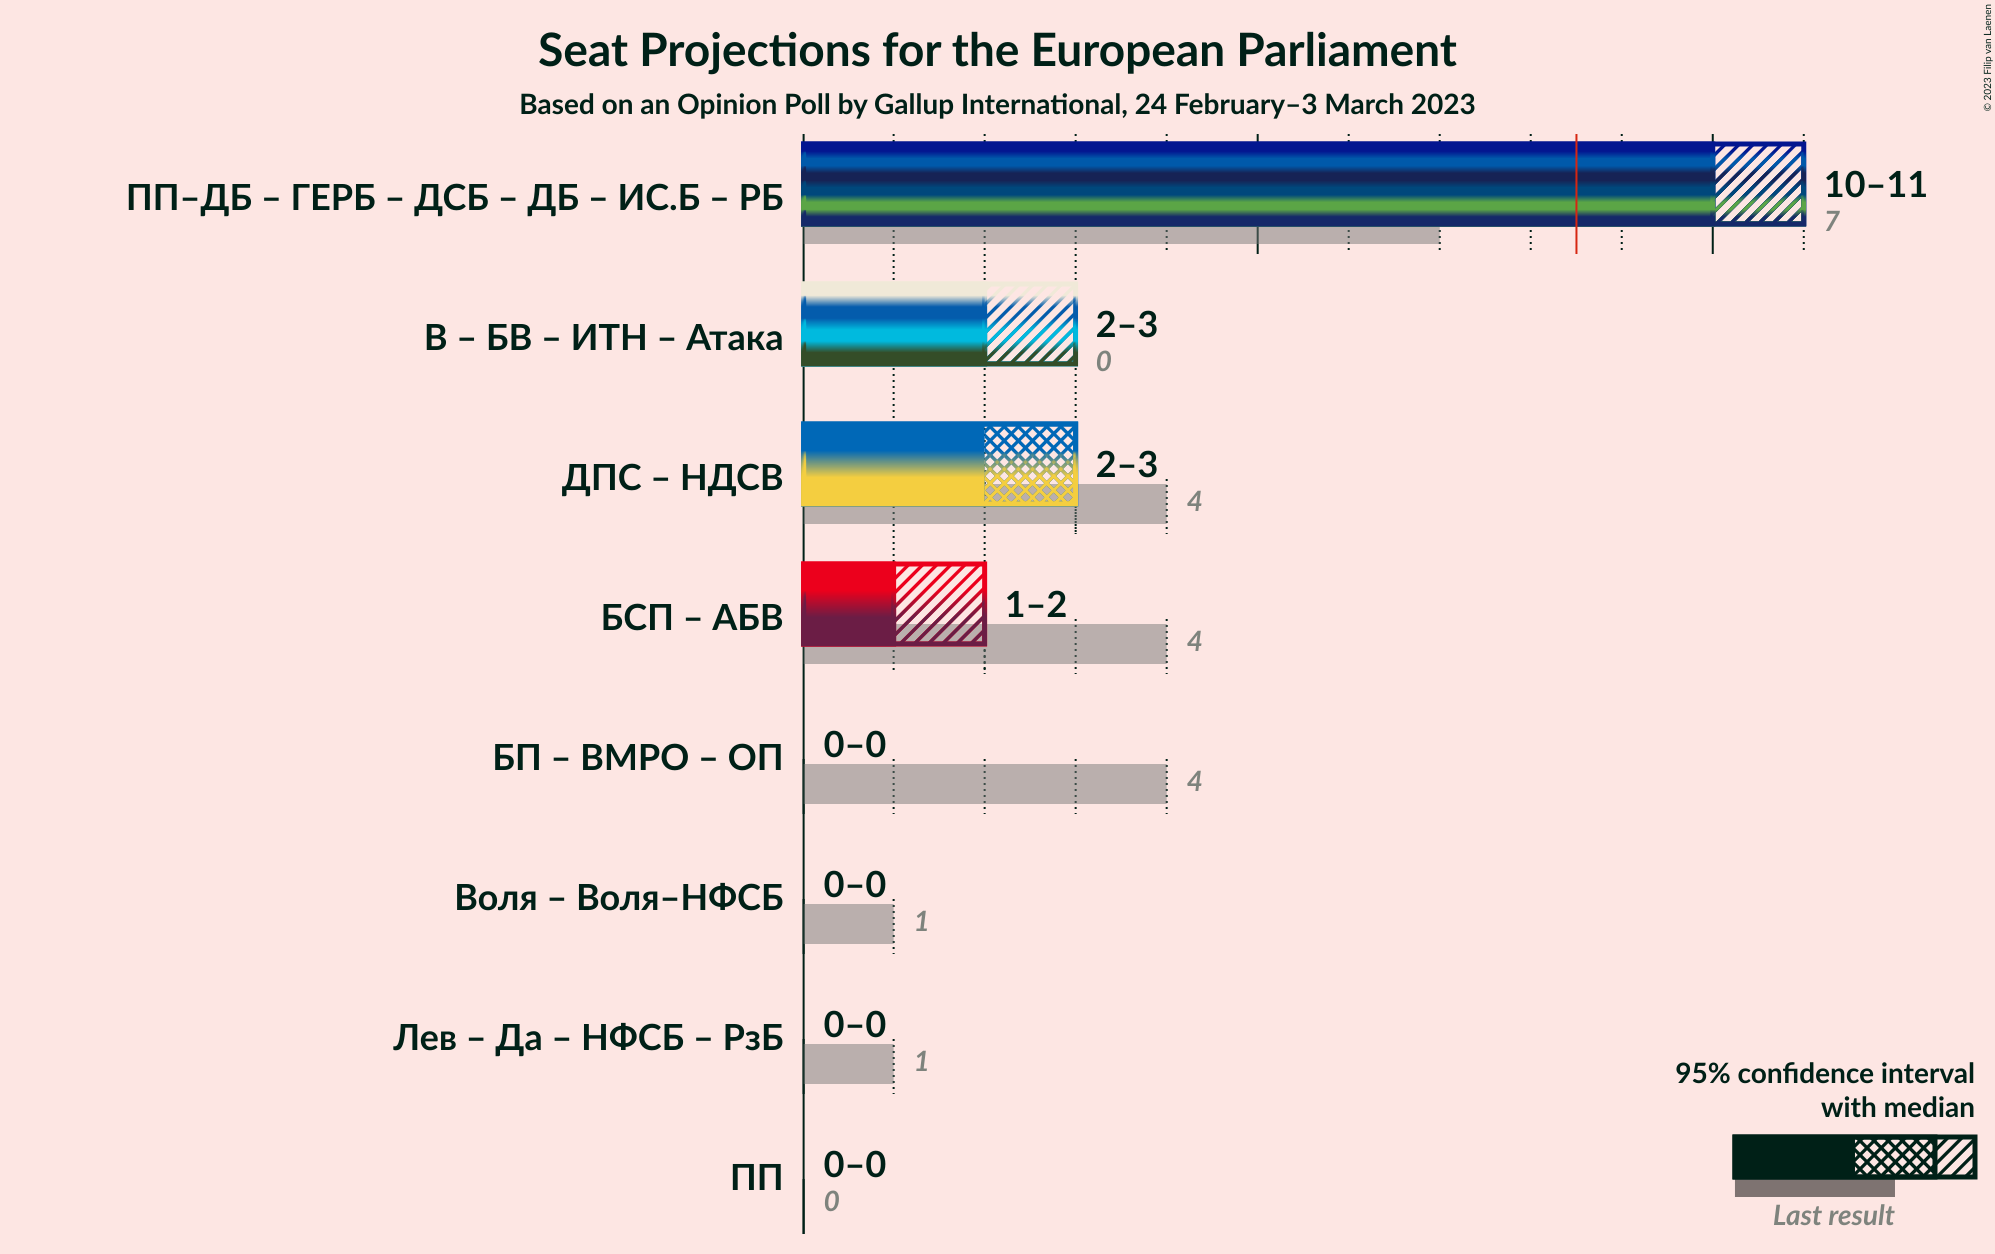 Seat Projections for the European Parliament
Based on an Opinion Poll by Gallup International, 24 February–3 March 2023
© 2023 Filip van Laenen
ПП–ДБ – ГЕРБ – ДСБ – ДБ – ИС.Б – РБ
10–11
7
В – БВ – ИТН – Атака
2–3
0
ДПС – НДСВ
2–3
4
БСП – АБВ
1–2
4
БП – ВМРО – ОП
0–0
4
Воля – Воля–НФСБ
0–0
1
Лев – Да – НФСБ – РзБ
0–0
1
ПП
0–0
0
95% confidence interval
with median
Last result